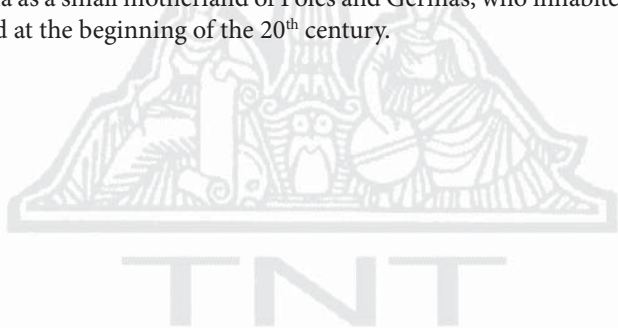 a as a small motherland of Poles and Germas, who inhabite
d at the beginning of the 20th century.
TNT